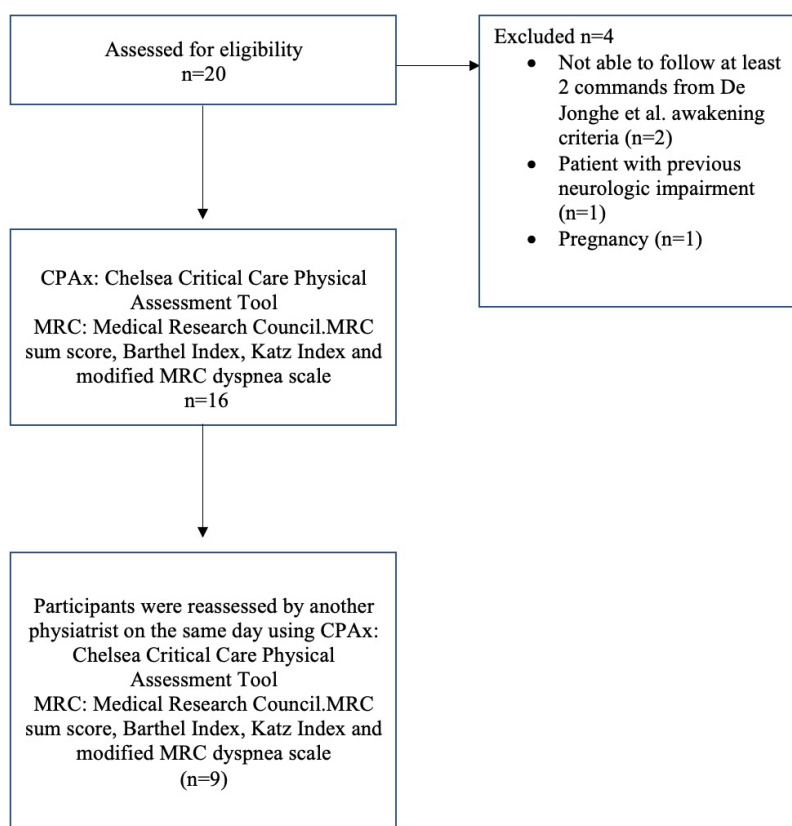 Assessed for eligibility
n=20
Excluded n=4
• Not able to follow at least
2 commands from De
Jonghe et al. awakening
criteria (n=2)
• Patient with previous
neurologic impairment
(n=1)
• Pregnancy (n=1)
CPAx: Chelsea Critical Care Physical
Assessment Tool
MRC: Medical Research Council.MRC
sum score, Barthel Index, Katz Index and
modified MRC dyspnea scale
n=16
Participants were reassessed by another
physiatrist on the same day using CPAx:
Chelsea Critical Care Physical
Assessment Tool
MRC: Medical Research Council.MRC
sum score, Barthel Index, Katz Index and
modified MRC dyspnea scale
(n=9)